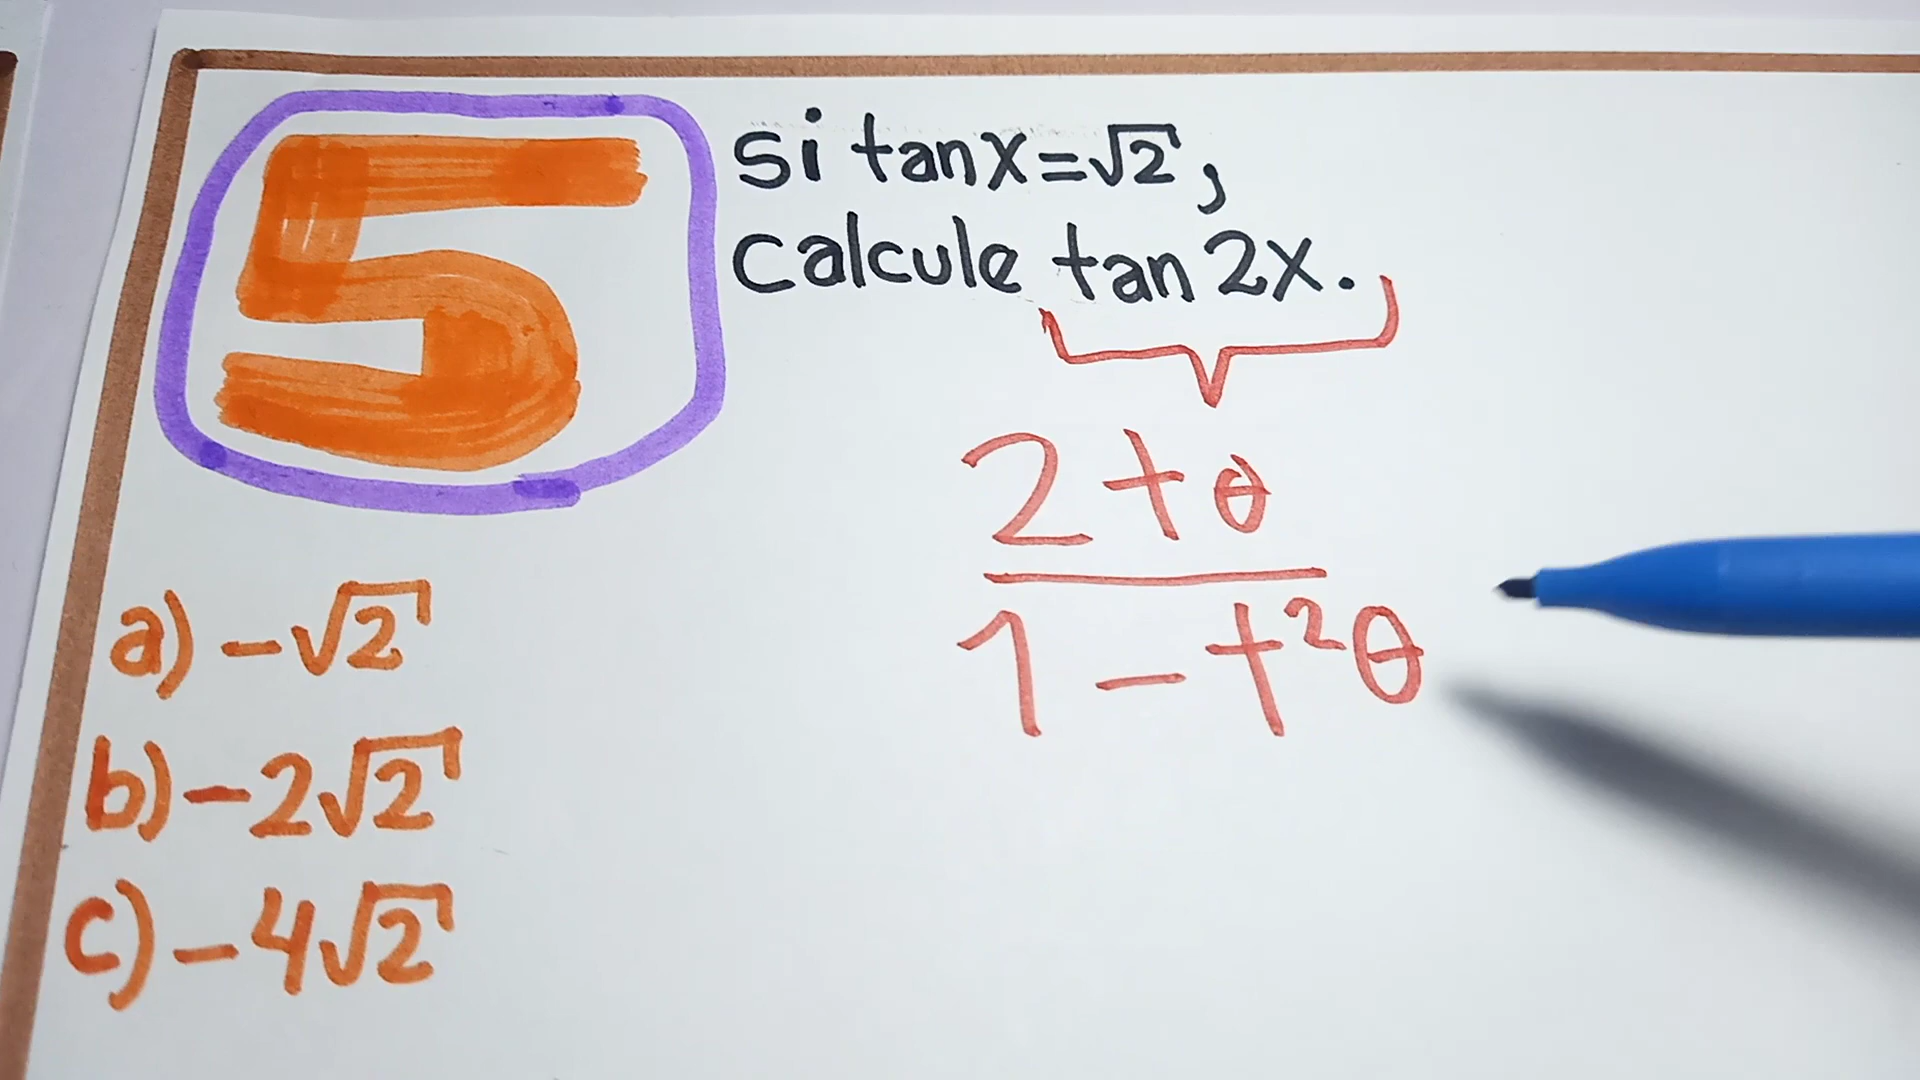 5
Si tanx=√2,
Calcule tan 2x.
2tθ
1-t²θ
a) -√2
b) -2√2
c) -4√2